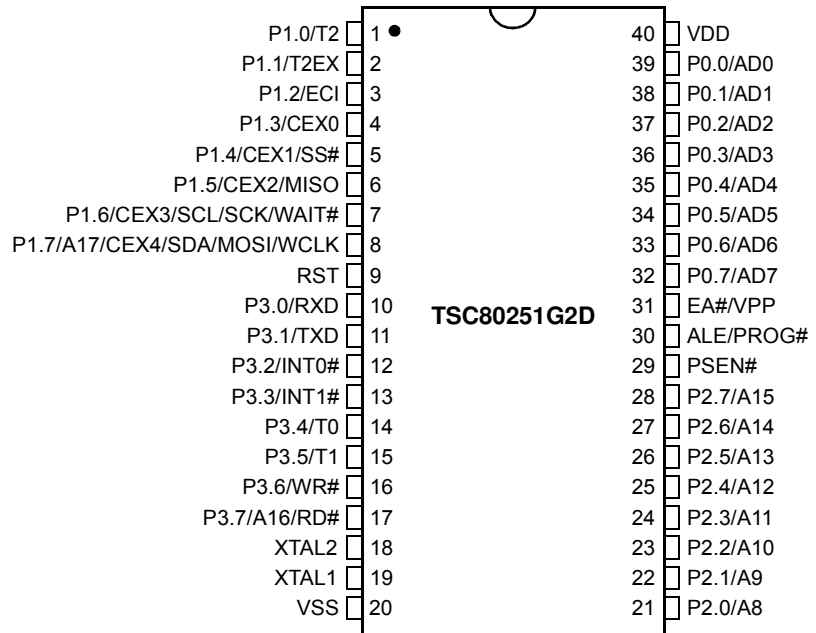 P1.0/T2 1 40 VDD
P1.1/T2EX 2 39 P0.0/AD0
P1.2/ECI 3 38 P0.1/AD1
P1.3/CEX0 4 37 P0.2/AD2
P1.4/CEX1/SS# 5 36 P0.3/AD3
P1.5/CEX2/MISO 6 35 P0.4/AD4
P1.6/CEX3/SCL/SCK/WAIT# 7 34 P0.5/AD5
P1.7/A17/CEX4/SDA/MOSI/WCLK 8 33 P0.6/AD6
RST 9 32 P0.7/AD7
P3.0/RXD 10 31 EA#/VPP
TSC80251G2D
P3.1/TXD 11 30 ALE/PROG#
P3.2/INT0# 12 29 PSEN#
P3.3/INT1# 13 28 P2.7/A15
P3.4/T0 14 27 P2.6/A14
P3.5/T1 15 26 P2.5/A13
P3.6/WR# 16 25 P2.4/A12
P3.7/A16/RD# 17 24 P2.3/A11
XTAL2 18 23 P2.2/A10
XTAL1 19 22 P2.1/A9
VSS 20 21 P2.0/A8